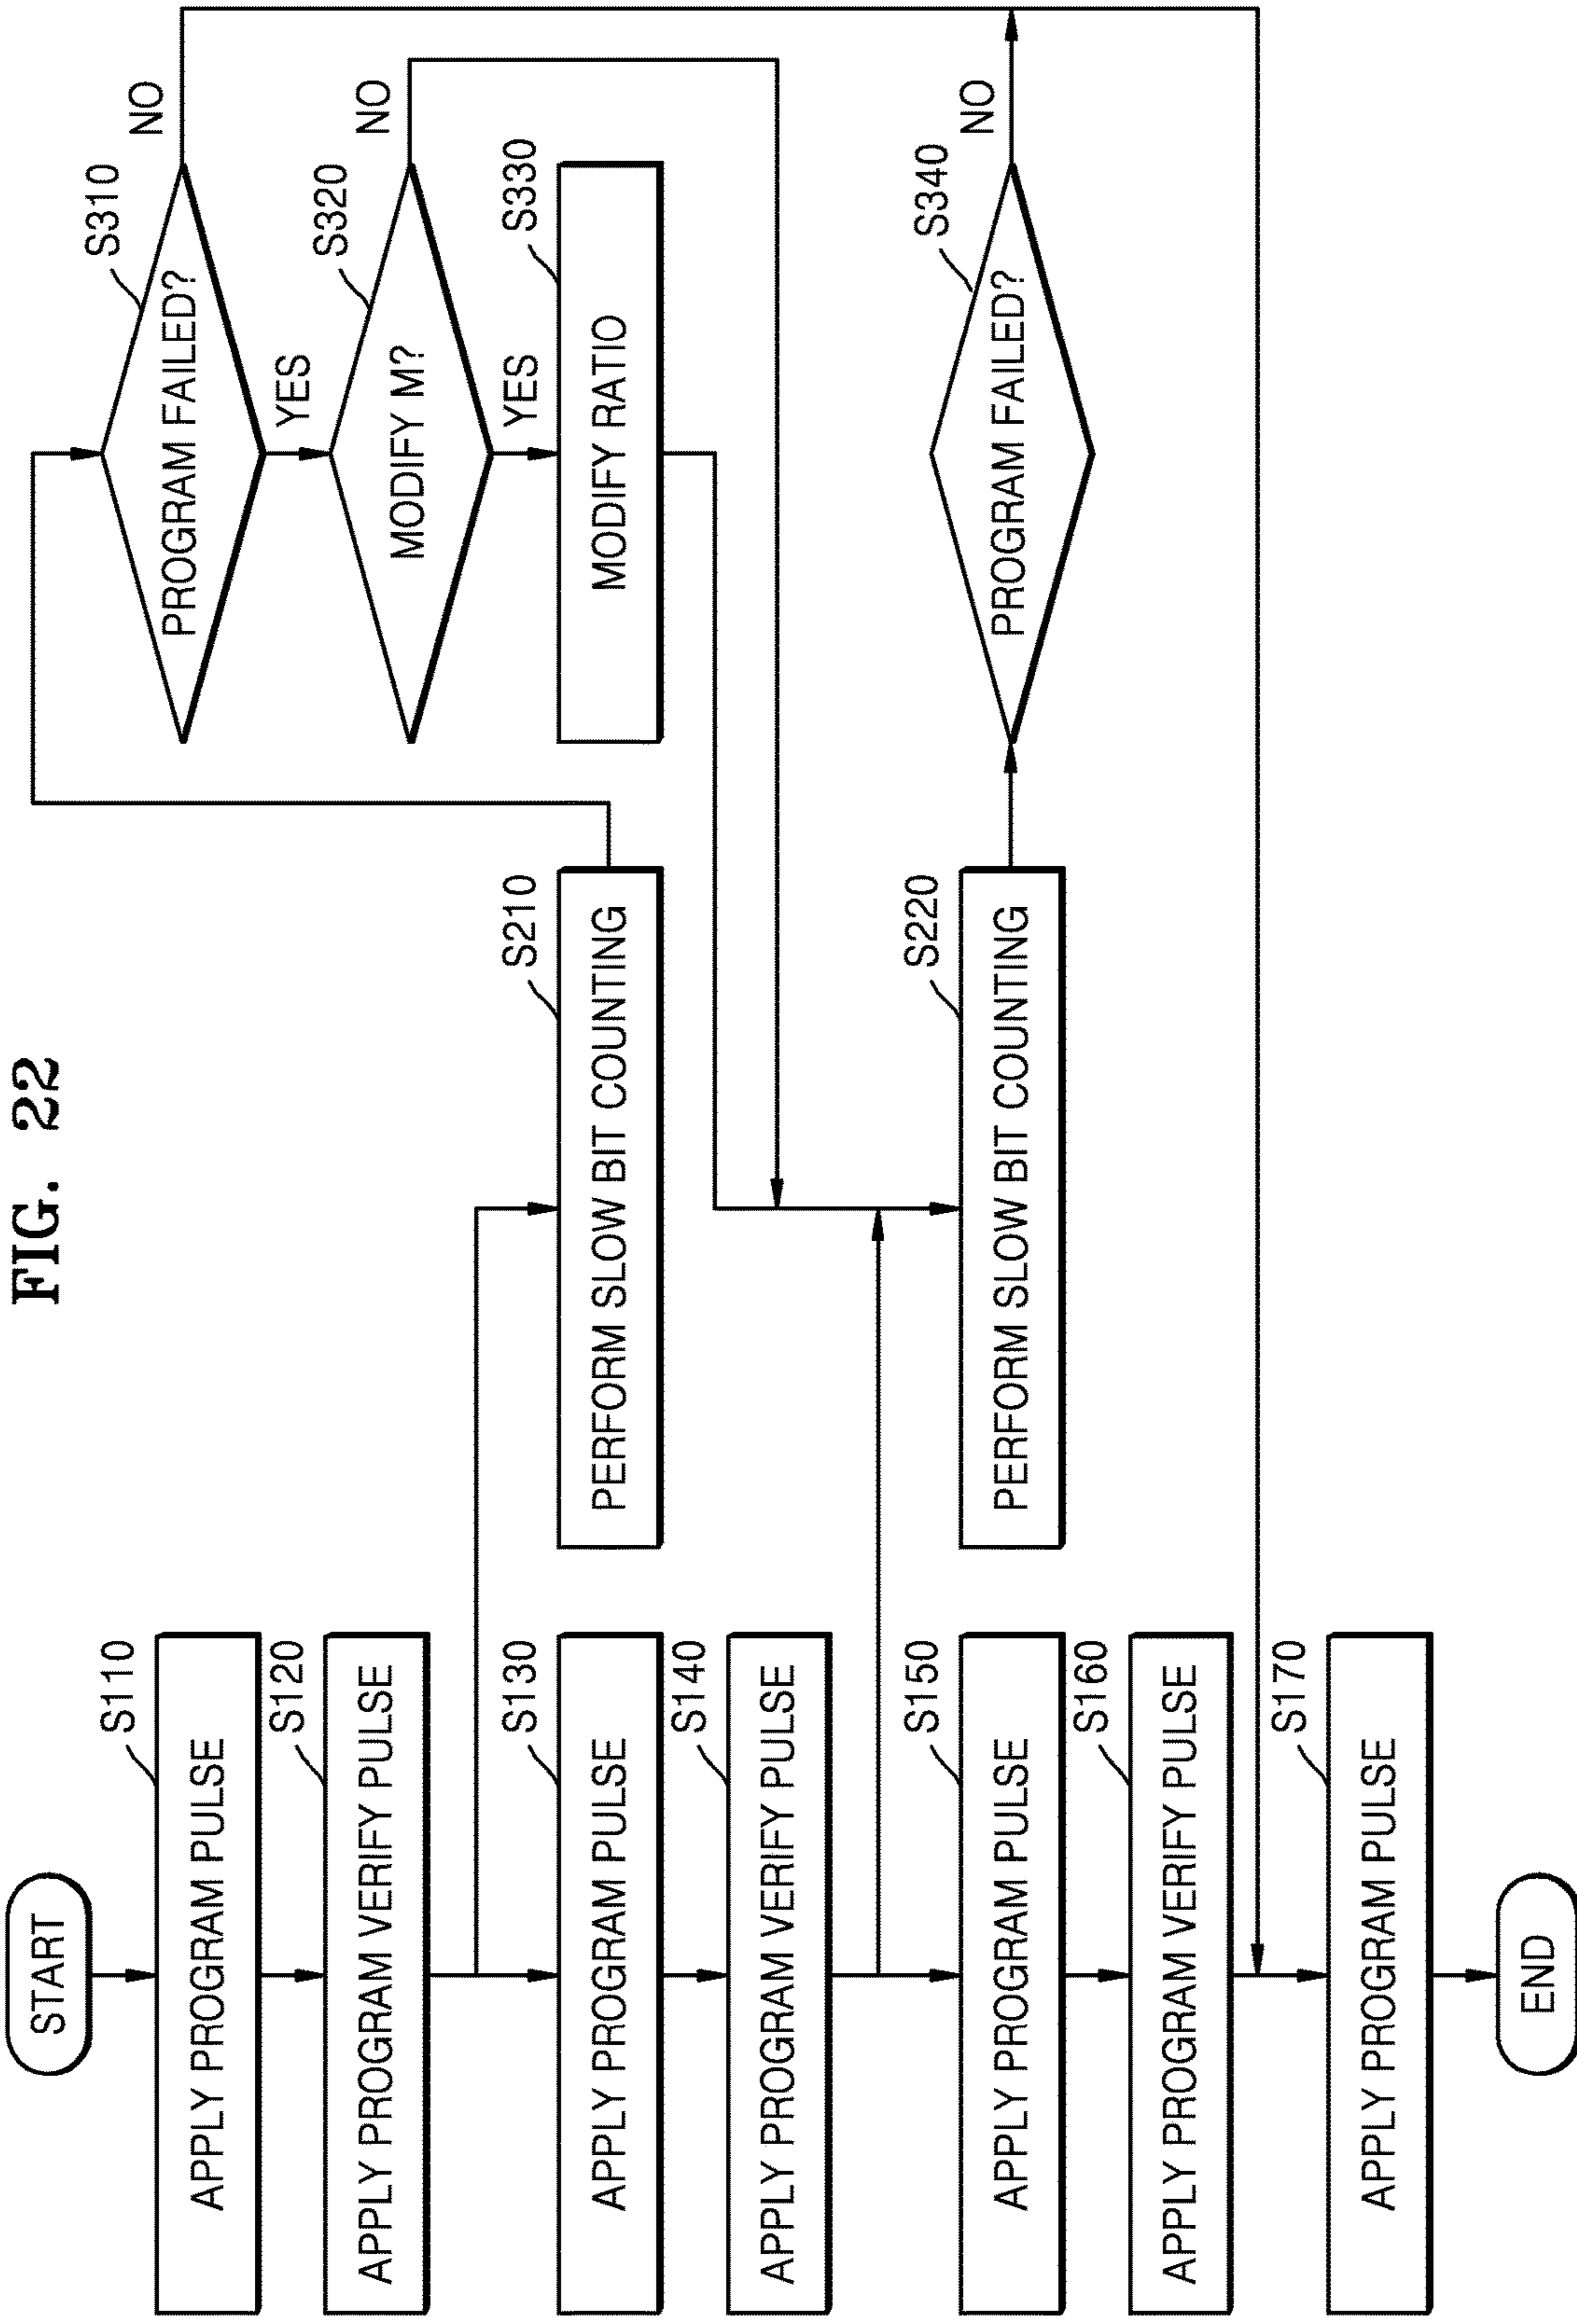 FIG. 22
START
S110
APPLY PROGRAM PULSE
S120
APPLY PROGRAM VERIFY PULSE
S130
APPLY PROGRAM PULSE
S140
APPLY PROGRAM VERIFY PULSE
S150
APPLY PROGRAM PULSE
S160
APPLY PROGRAM VERIFY PULSE
S170
APPLY PROGRAM PULSE
END
S210
PERFORM SLOW BIT COUNTING
S220
PERFORM SLOW BIT COUNTING
S310
PROGRAM FAILED?
NO
YES
S320
MODIFY M?
NO
YES
S330
MODIFY RATIO
S340
PROGRAM FAILED?
NO